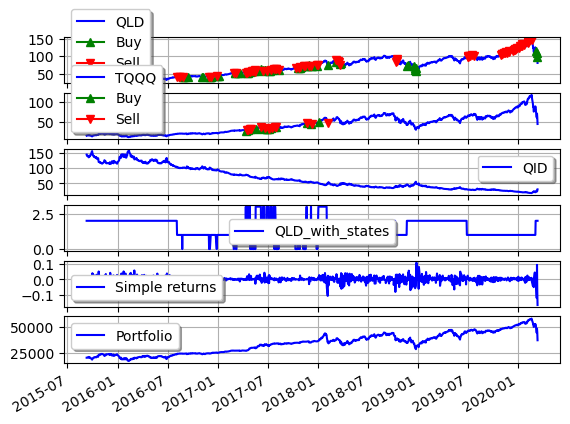 QLD
Buy
Sell
150
100
50
TQQQ
Buy
Sell
100
50
QID
150
100
50
QLD_with_states
2.5
0.0
Simple returns
0.1
0.0
−0.1
Portfolio
50000
25000
2015-07
2016-01
2016-07
2017-01
2017-07
2018-01
2018-07
2019-01
2019-07
2020-01